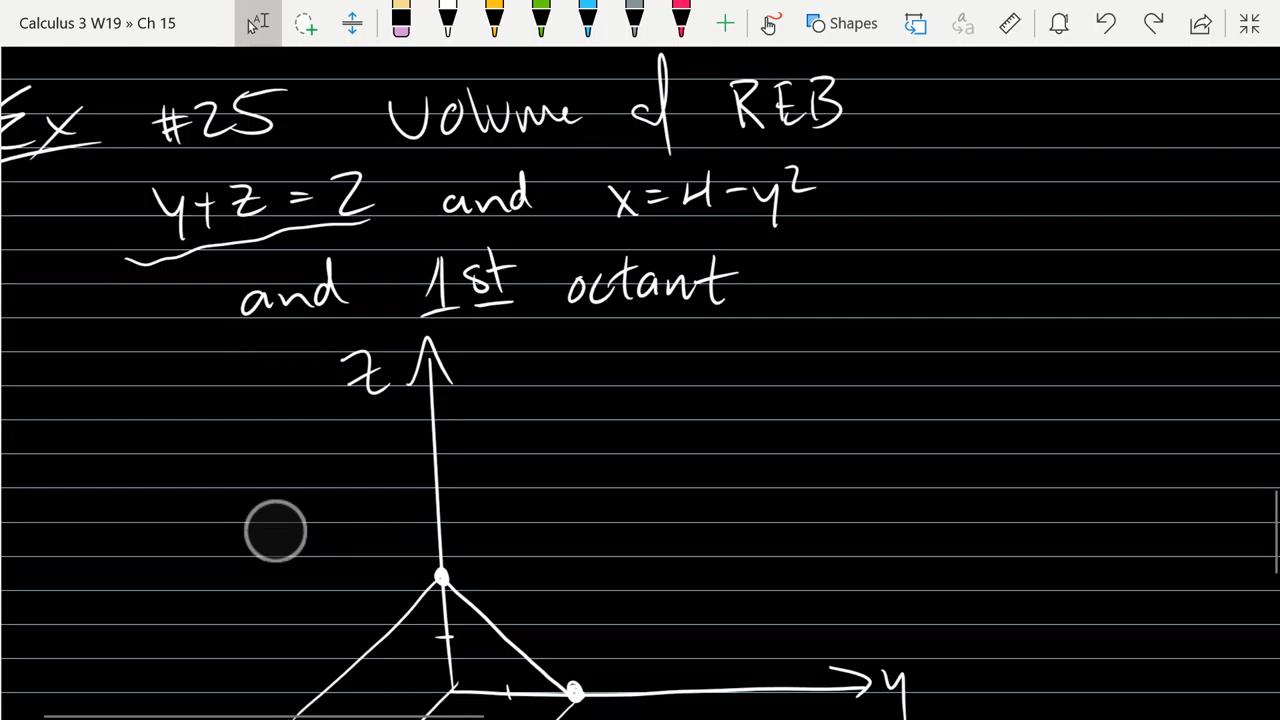 Calculus 3 W19 » Ch 15
Shapes
Ex #25 Volume of REB
y+z=2 and x=4-y²
and 1st octant
z
y